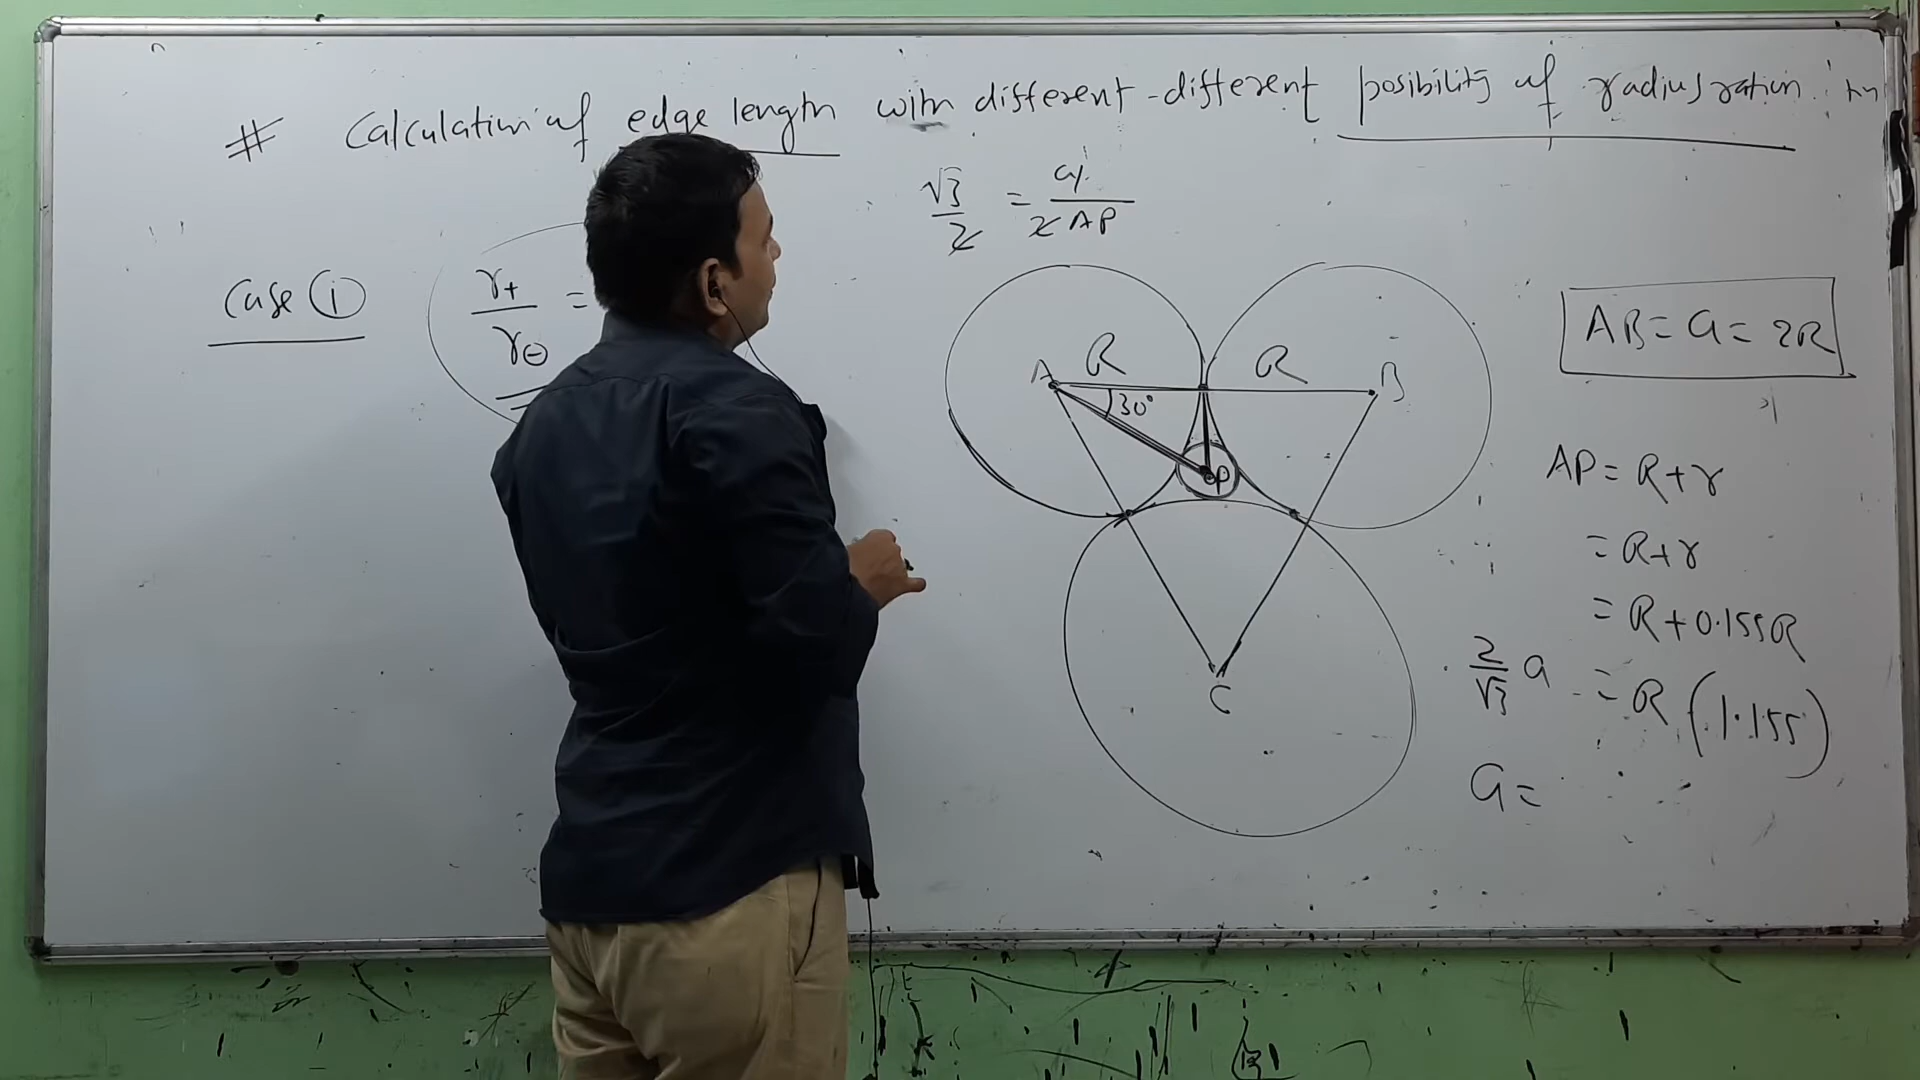 # Calculation of edge length with different-different posibility of radius ration in
√3/2 = a/2AP
Case (i) r+/r⊖ =
A R R B
30°
P
C
AB = a = 2R
AP = R+r
= R+r
= R+0.155R
2/√3 a = R(1.155)
a =